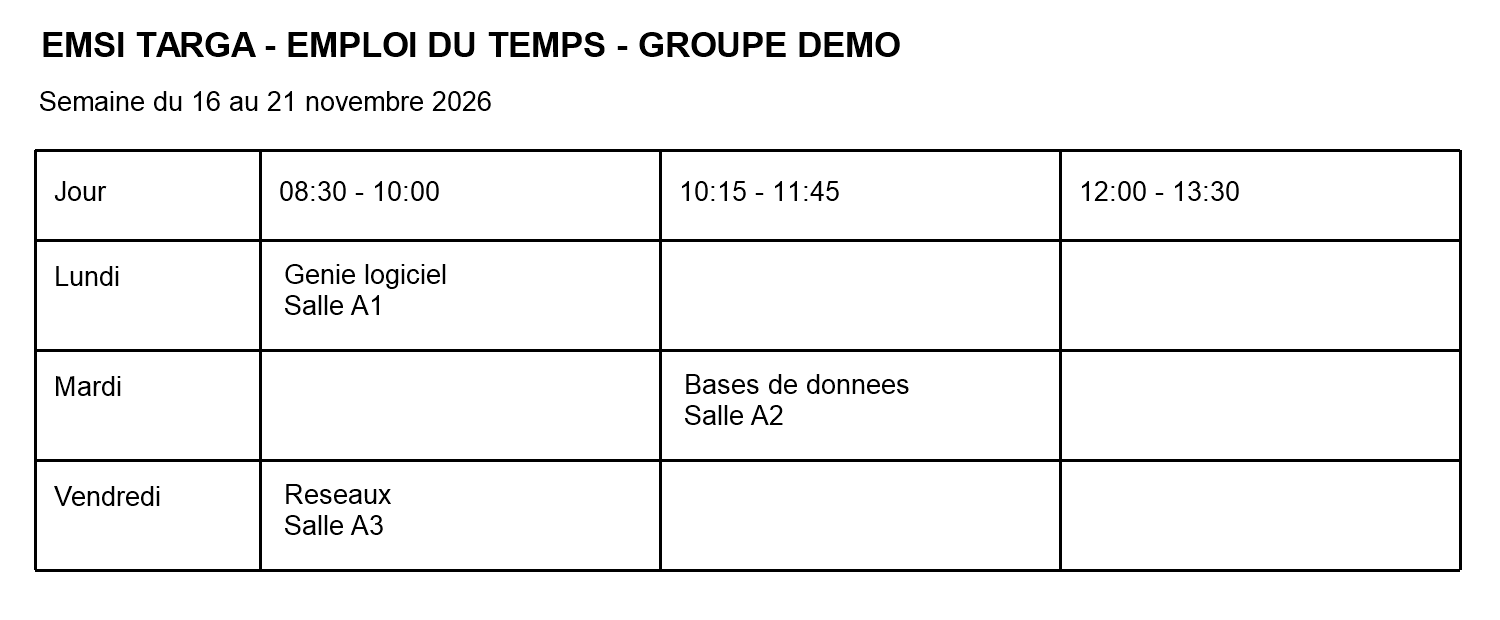 EMSI TARGA - EMPLOI DU TEMPS - GROUPE DEMO
Semaine du 16 au 21 novembre 2026
Jour 08:30 - 10:00 10:15 - 11:45 12:00 - 13:30
Lundi Genie logiciel
Salle A1
Mardi Bases de donnees
Salle A2
Vendredi Reseaux
Salle A3